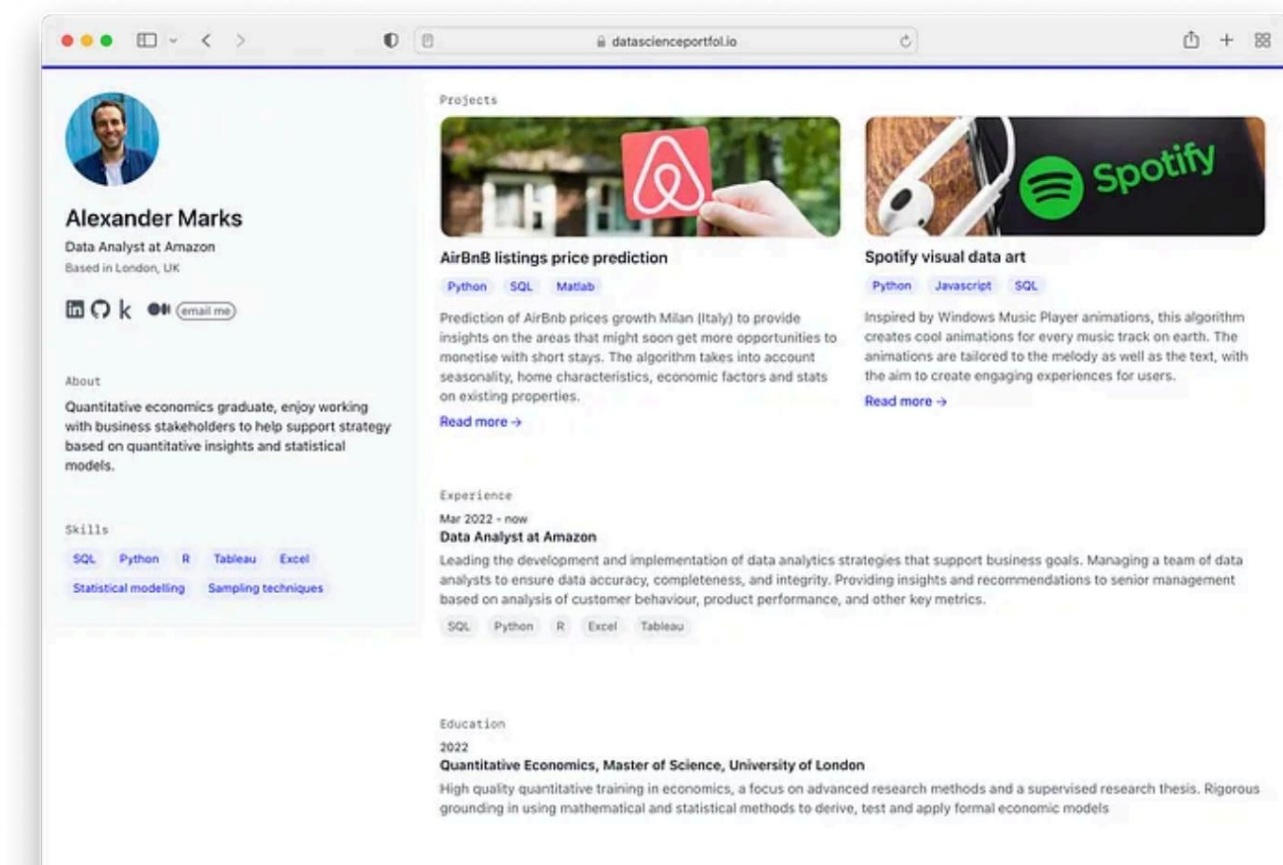 datascienceportfol.io
Alexander Marks
Data Analyst at Amazon
Based in London, UK
in k email me
About
Quantitative economics graduate, enjoy working
with business stakeholders to help support strategy
based on quantitative insights and statistical
models.
Skills
SQL Python R Tableau Excel
Statistical modelling Sampling techniques
Projects
Spotify
AirBnB listings price prediction
Python SQL Matlab
Prediction of AirBnb prices growth Milan (Italy) to provide
insights on the areas that might soon get more opportunities to
monetise with short stays. The algorithm takes into account
seasonality, home characteristics, economic factors and stats
on existing properties.
Read more →
Spotify visual data art
Python Javascript SQL
Inspired by Windows Music Player animations, this algorithm
creates cool animations for every music track on earth. The
animations are tailored to the melody as well as the text, with
the aim to create engaging experiences for users.
Read more →
Experience
Mar 2022 - now
Data Analyst at Amazon
Leading the development and implementation of data analytics strategies that support business goals. Managing a team of data
analysts to ensure data accuracy, completeness, and integrity. Providing insights and recommendations to senior management
based on analysis of customer behaviour, product performance, and other key metrics.
SQL Python R Excel Tableau
Education
2022
Quantitative Economics, Master of Science, University of London
High quality quantitative training in economics, a focus on advanced research methods and a supervised research thesis. Rigorous
grounding in using mathematical and statistical methods to derive, test and apply formal economic models